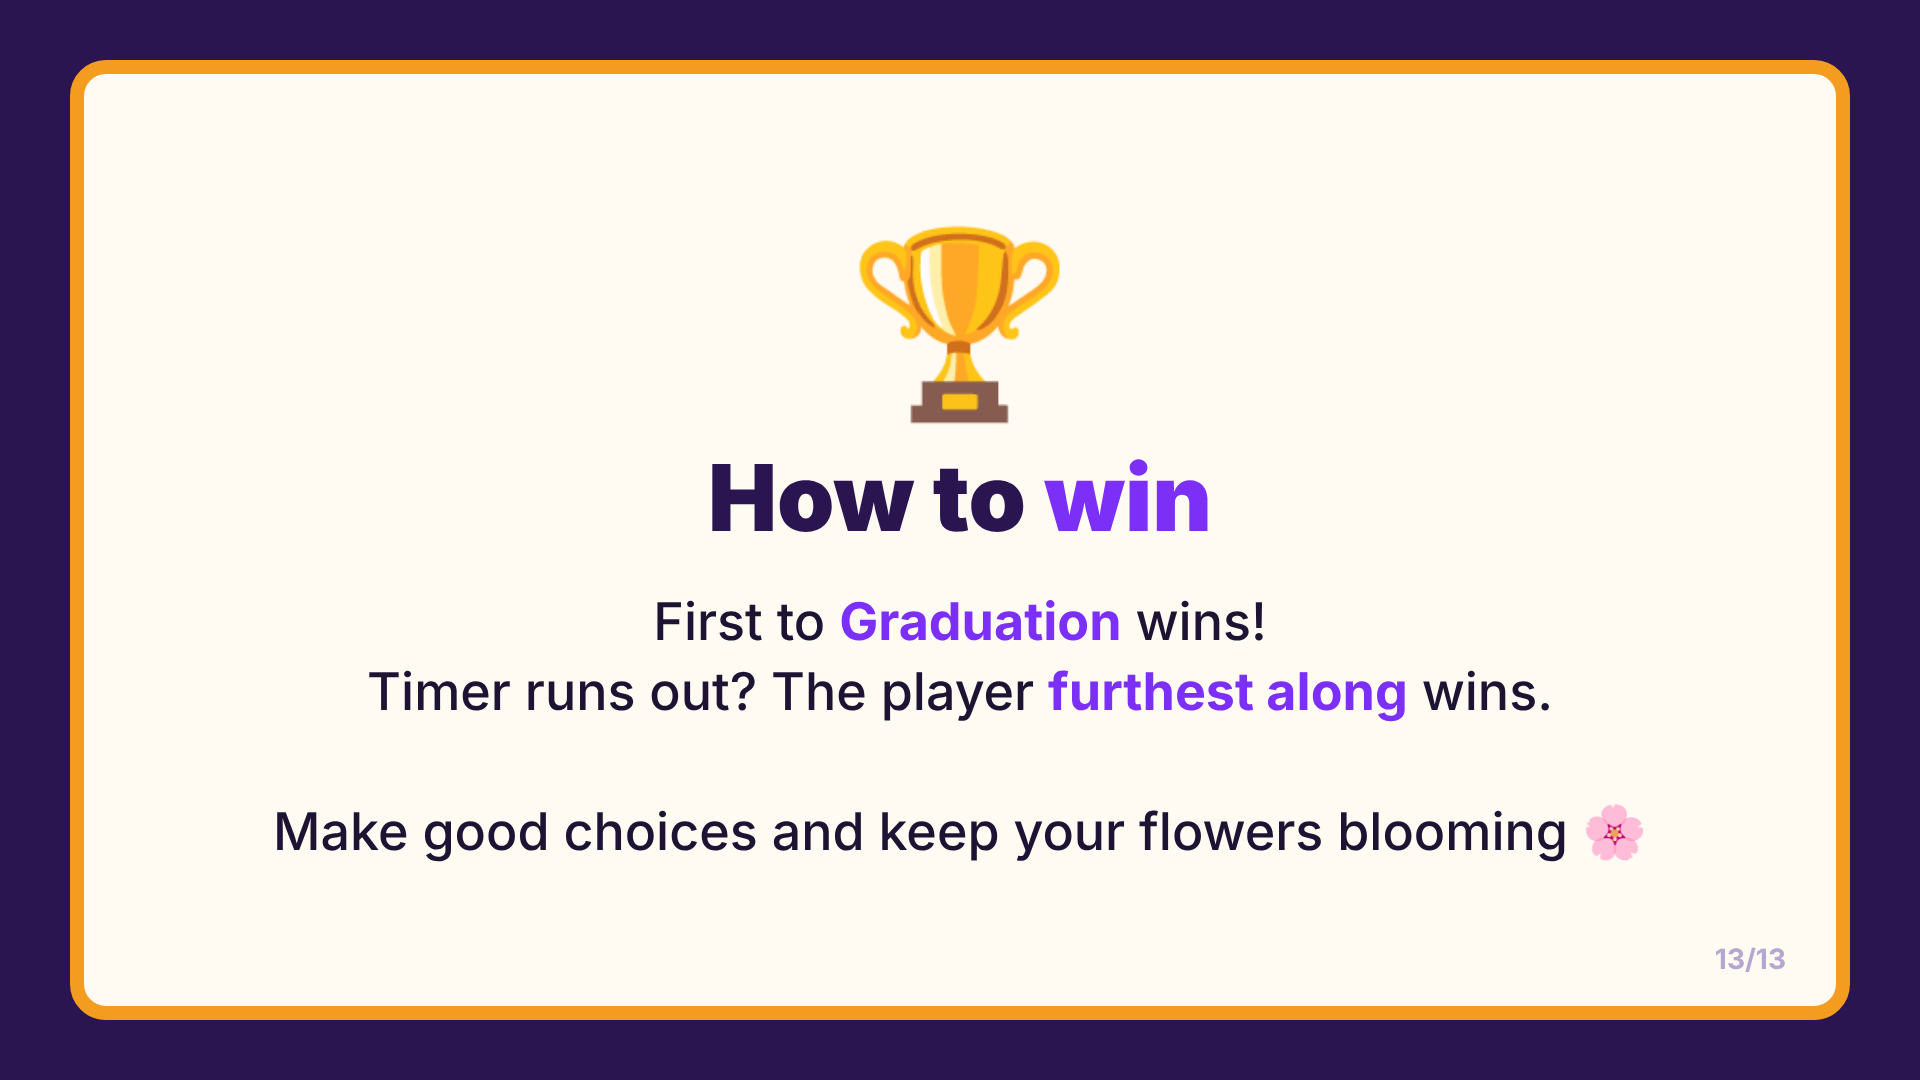 How to win
First to Graduation wins!
Timer runs out? The player furthest along wins.
Make good choices and keep your flowers blooming 🌸
13/13